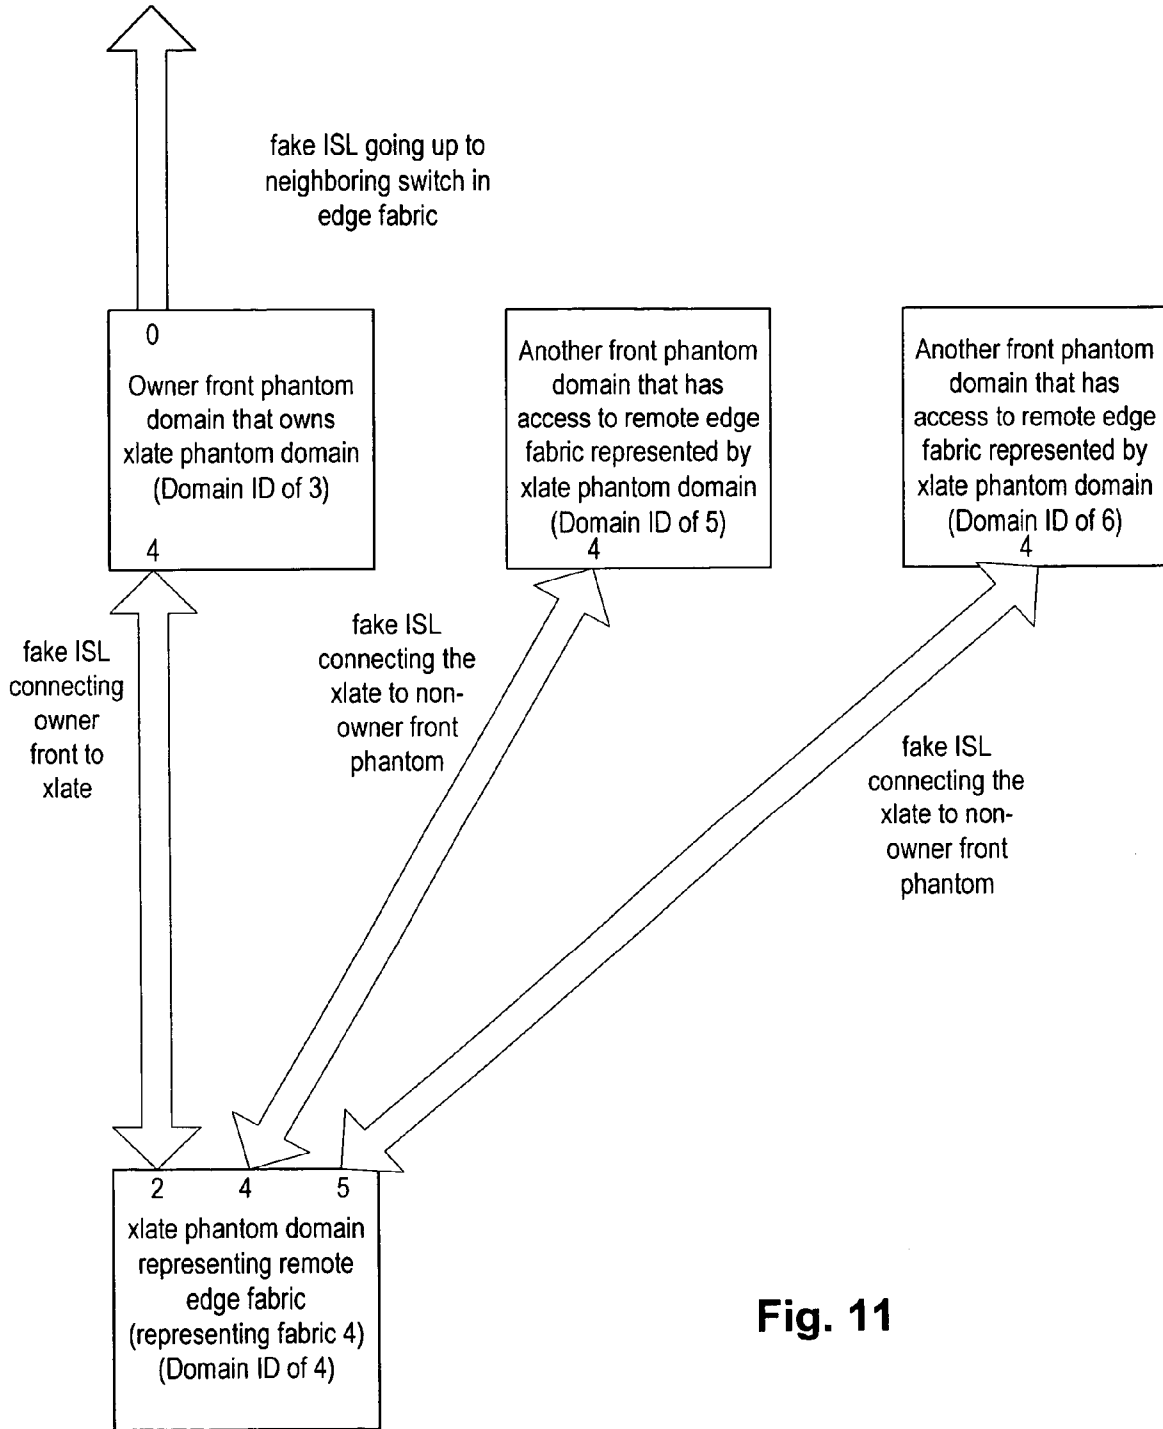 fake ISL going up to
neighboring switch in
edge fabric
0
Owner front phantom
domain that owns
xlate phantom domain
(Domain ID of 3)
4
Another front phantom
domain that has
access to remote edge
fabric represented by
xlate phantom domain
(Domain ID of 5)
4
Another front phantom
domain that has
access to remote edge
fabric represented by
xlate phantom domain
(Domain ID of 6)
4
fake ISL
connecting
owner
front to
xlate
fake ISL
connecting the
xlate to non-
owner front
phantom
fake ISL
connecting the
xlate to non-
owner front
phantom
2 4 5
xlate phantom domain
representing remote
edge fabric
(representing fabric 4)
(Domain ID of 4)
Fig. 11